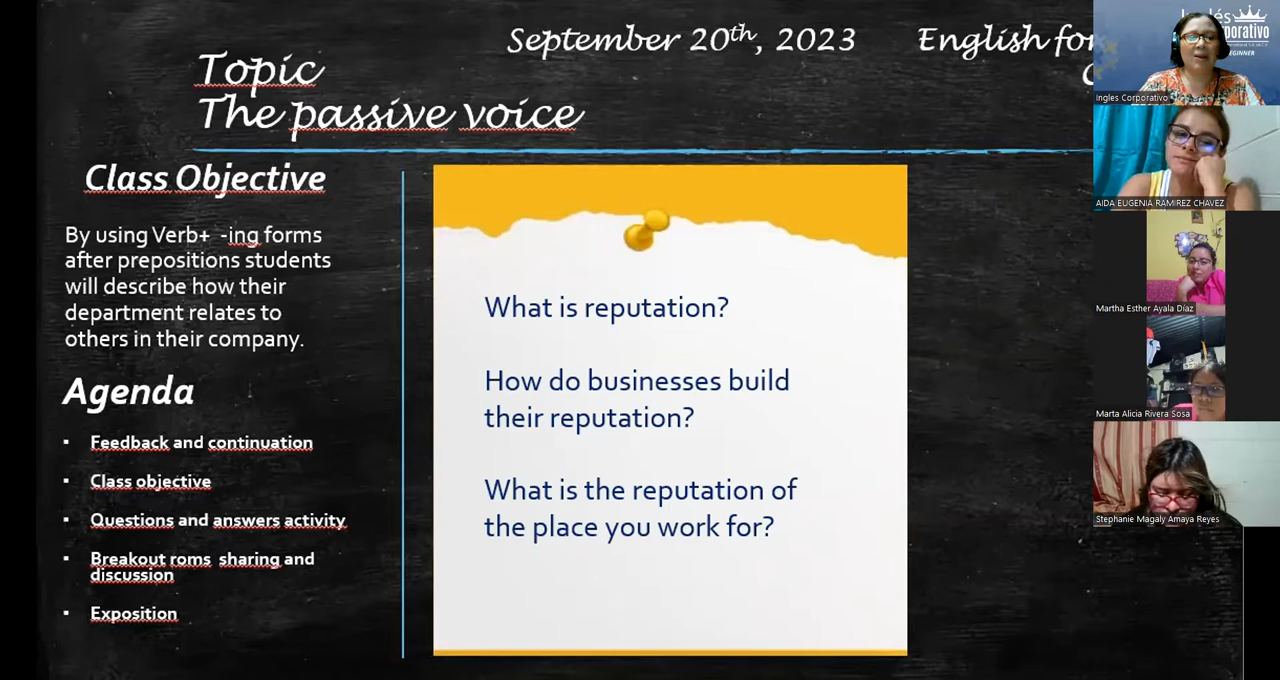 September 20th, 2023
English for
Topic
The passive voice
Class Objective
By using Verb+ -ing forms
after prepositions students
will describe how their
department relates to
others in their company.
Agenda
▪ Feedback and continuation
▪ Class objective
▪ Questions and answers activity
▪ Breakout roms sharing and
discussion
▪ Exposition
What is reputation?
How do businesses build
their reputation?
What is the reputation of
the place you work for?
Ingles Corporativo
AIDA EUGENIA RAMIREZ CHAVEZ
Martha Esther Ayala Díaz
Marta Alicia Rivera Sosa
Stephanie Magaly Amaya Reyes